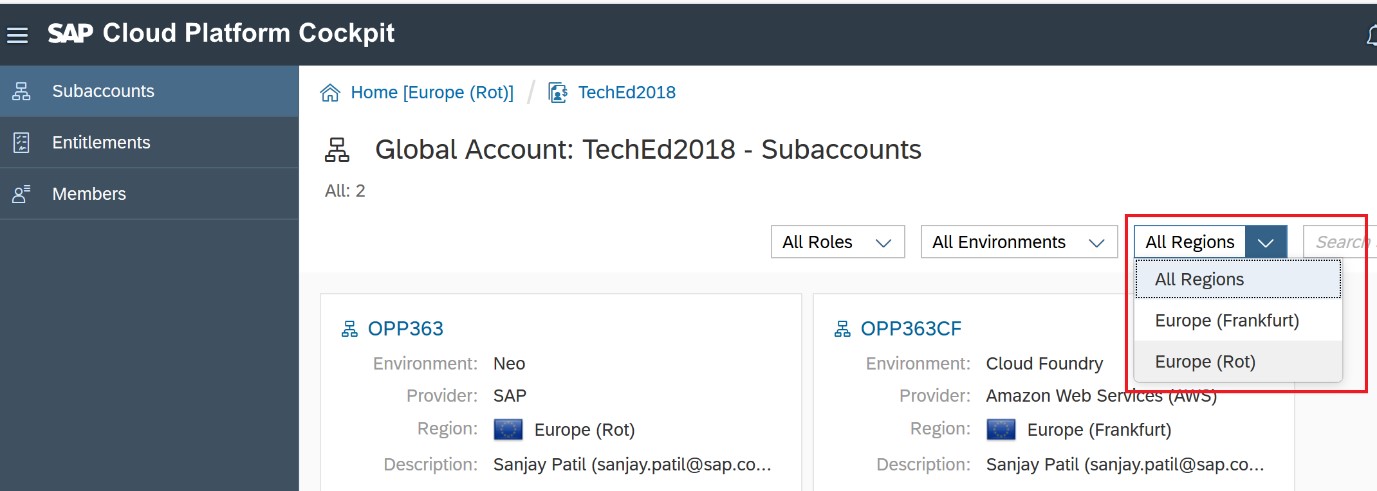 SAP Cloud Platform Cockpit
Subaccounts
Entitlements
Members
Home [Europe (Rot)] / TechEd2018
Global Account: TechEd2018 - Subaccounts
All: 2
All Roles
All Environments
All Regions
Search
All Regions
Europe (Frankfurt)
Europe (Rot)
OPP363
Environment: Neo
Provider: SAP
Region: Europe (Rot)
Description: Sanjay Patil (sanjay.patil@sap.co...
OPP363CF
Environment: Cloud Foundry
Provider: Amazon Web Services (AWS)
Region: Europe (Frankfurt)
Description: Sanjay Patil (sanjay.patil@sap.co...